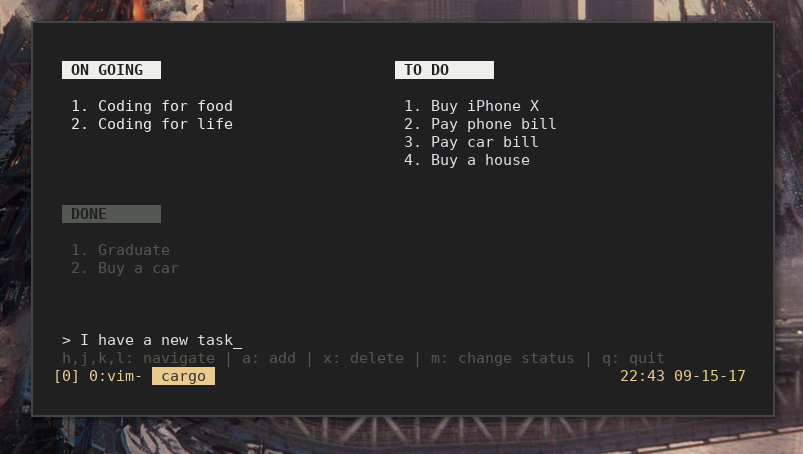 ON GOING
1. Coding for food
2. Coding for life
TO DO
1. Buy iPhone X
2. Pay phone bill
3. Pay car bill
4. Buy a house
DONE
1. Graduate
2. Buy a car
> I have a new task_
h,j,k,l: navigate | a: add | x: delete | m: change status | q: quit
[0] 0:vim- cargo 22:43 09-15-17